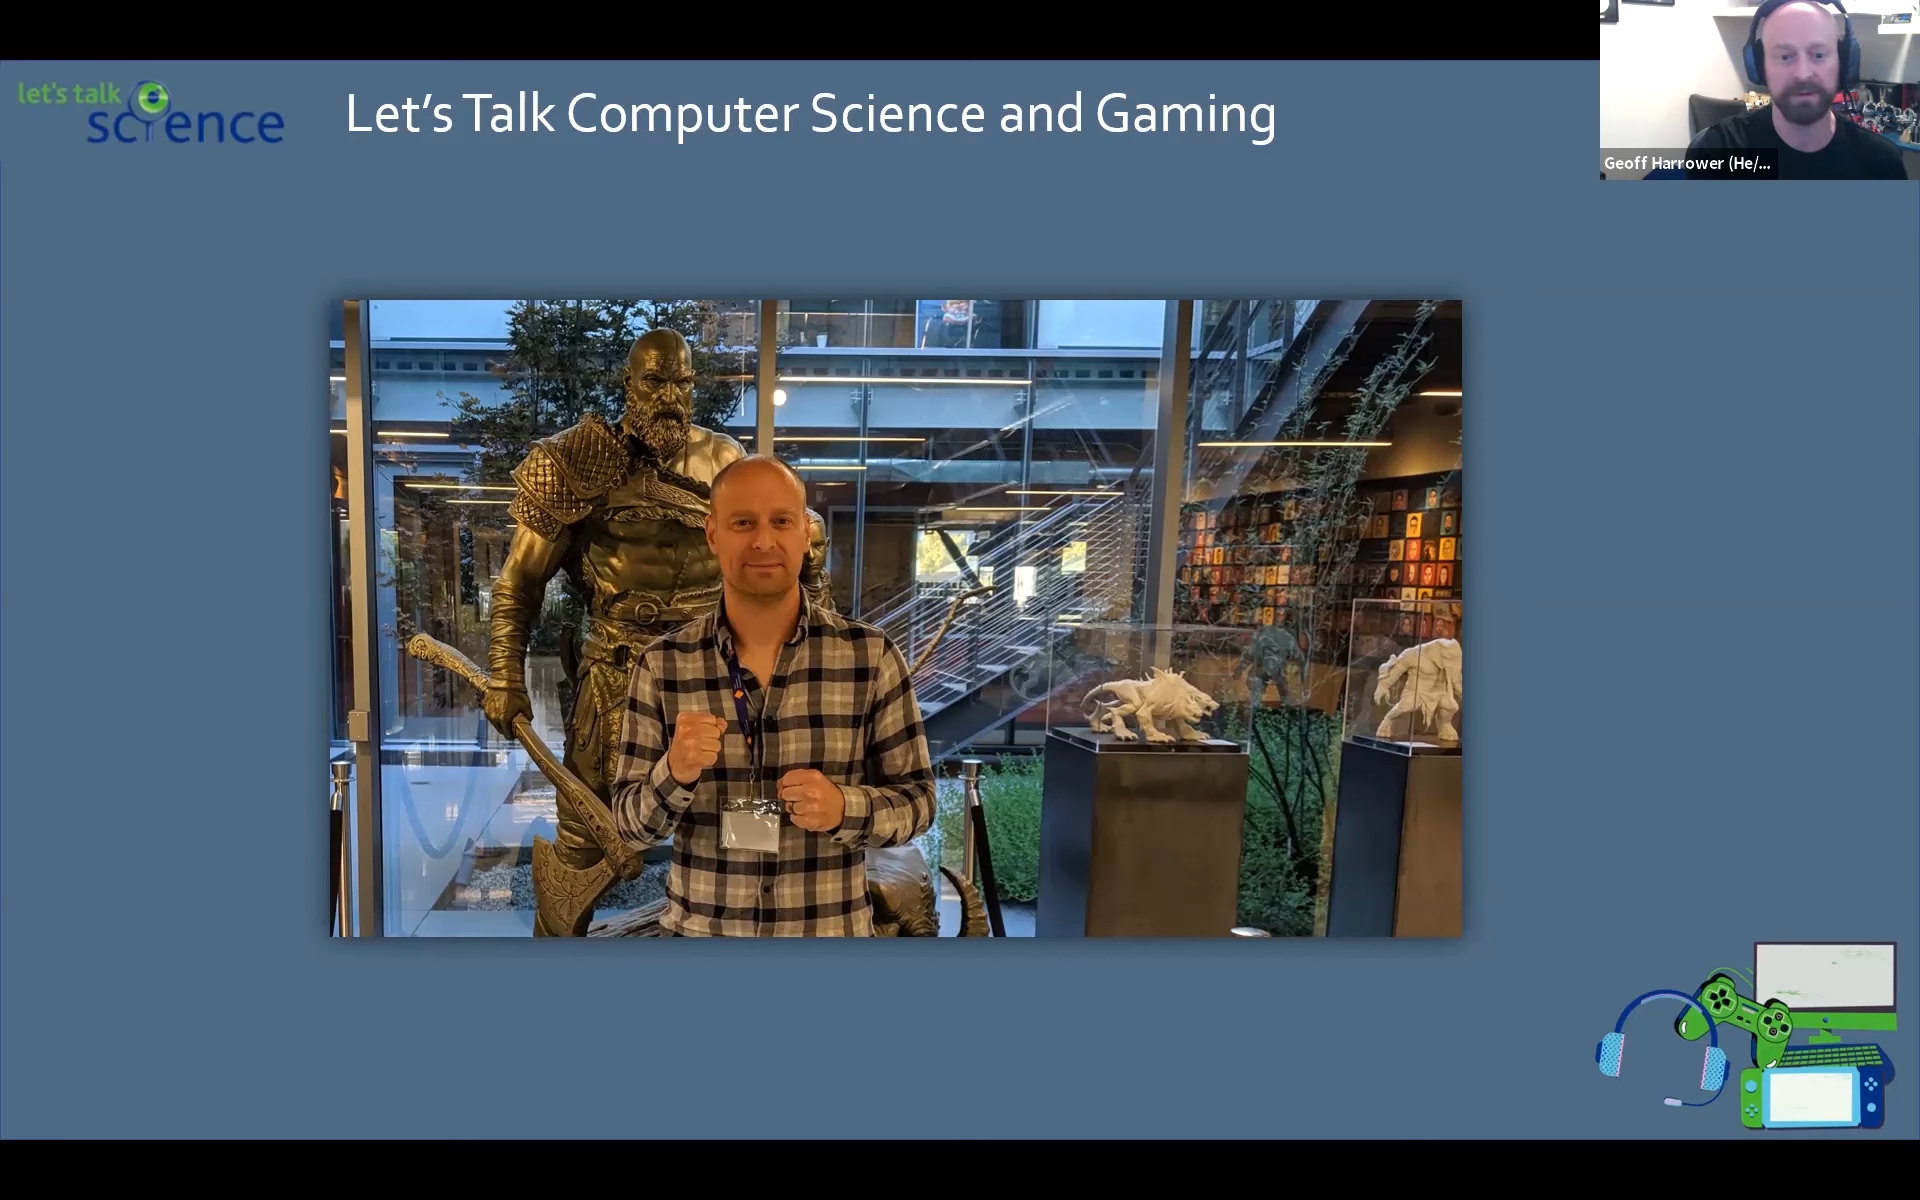 let's talk
science
Let's Talk Computer Science and Gaming
Geoff Harrower (He/...